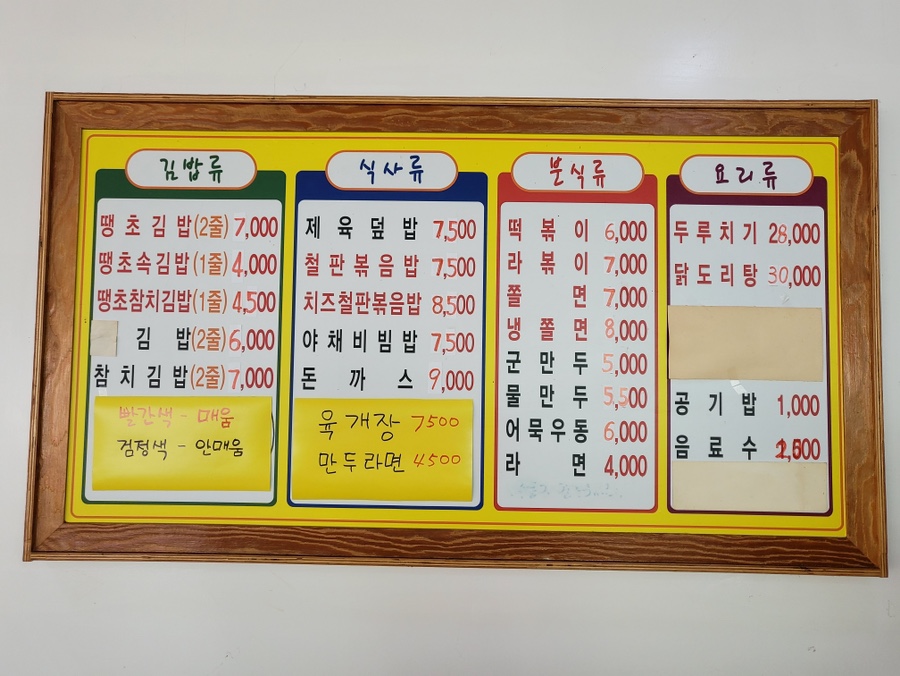 김밥류
땡초김밥(2줄) 7,000
땡초속김밥(1줄) 4,000
땡초참치김밥(1줄) 4,500
김밥(2줄) 6,000
참치김밥(2줄) 7,000
빨간색 - 매움
검정색 - 안매움
식사류
제육덮밥 7,500
철판볶음밥 7,500
치즈철판볶음밥 8,500
야채비빔밥 7,500
돈까스 9,000
육개장 7500
만두라면 4500
분식류
떡볶이 6,000
라볶이 7,000
쫄면 7,000
냉쫄면 8,000
군만두 5,000
물만두 5,500
어묵우동 6,000
라면 4,000
요리류
두루치기 28,000
닭도리탕 30,000
공기밥 1,000
음료수